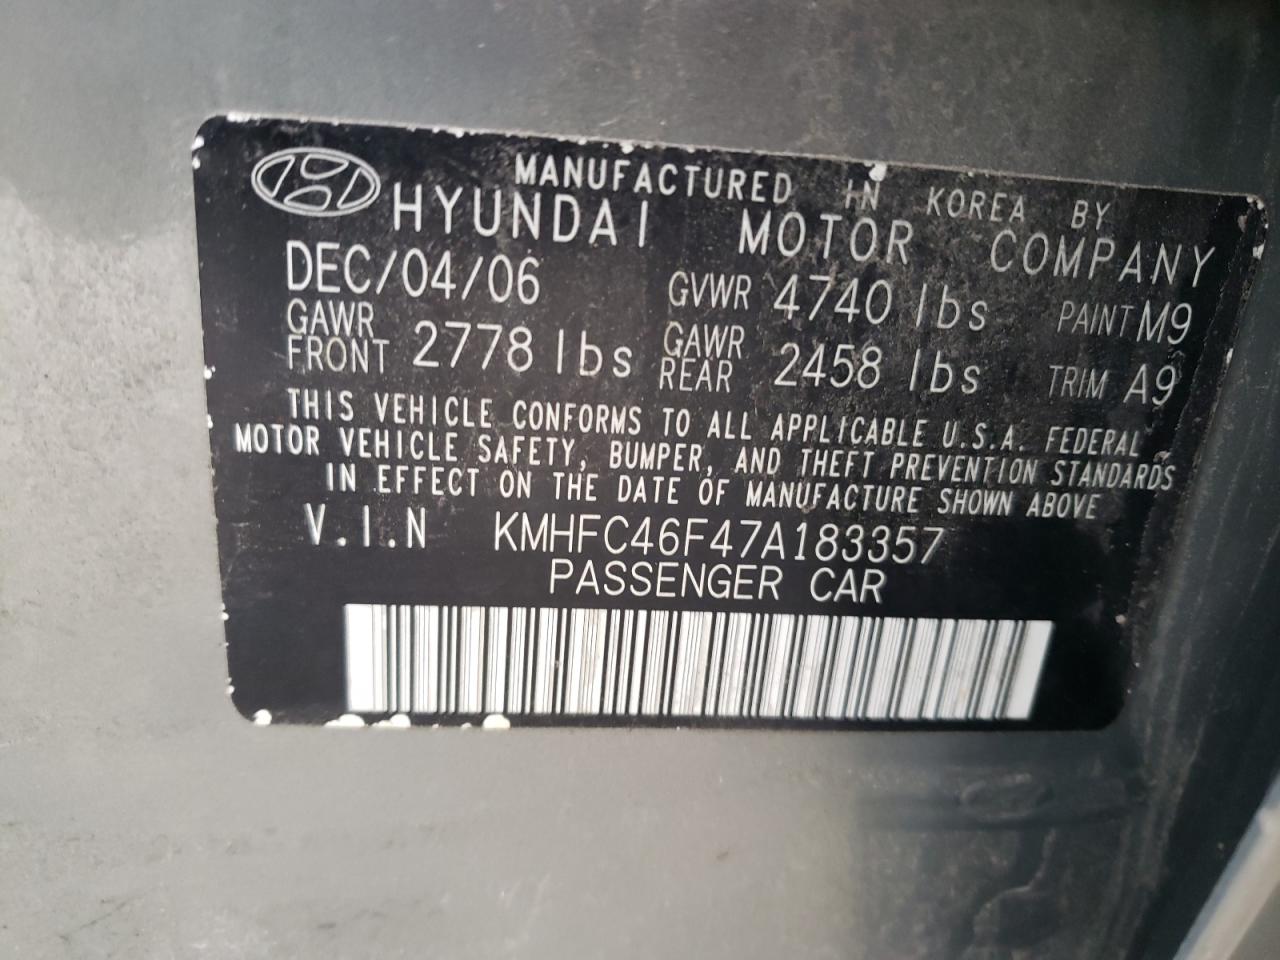 MANUFACTURED IN KOREA BY
HYUNDAI MOTOR COMPANY
DEC/04/06 GVWR 4740 lbs PAINT M9
GAWR FRONT 2778 lbs GAWR REAR 2458 lbs TRIM A9
THIS VEHICLE CONFORMS TO ALL APPLICABLE U.S.A. FEDERAL
MOTOR VEHICLE SAFETY, BUMPER, AND THEFT PREVENTION STANDARDS
IN EFFECT ON THE DATE OF MANUFACTURE SHOWN ABOVE
V.I.N KMHFC46F47A183357
PASSENGER CAR